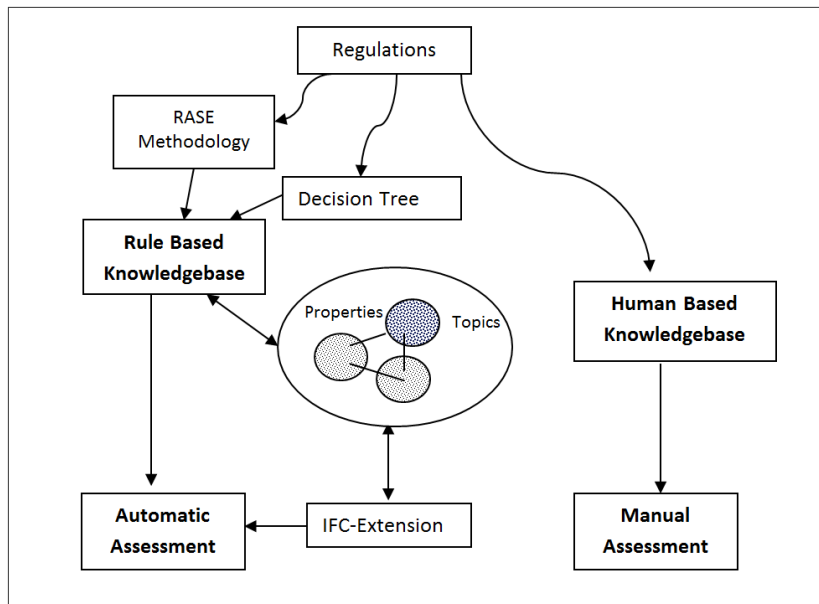 Regulations
RASE
Methodology
Decision Tree
Rule Based
Knowledgebase
Properties
Topics
Human Based
Knowledgebase
Automatic
Assessment
IFC-Extension
Manual
Assessment